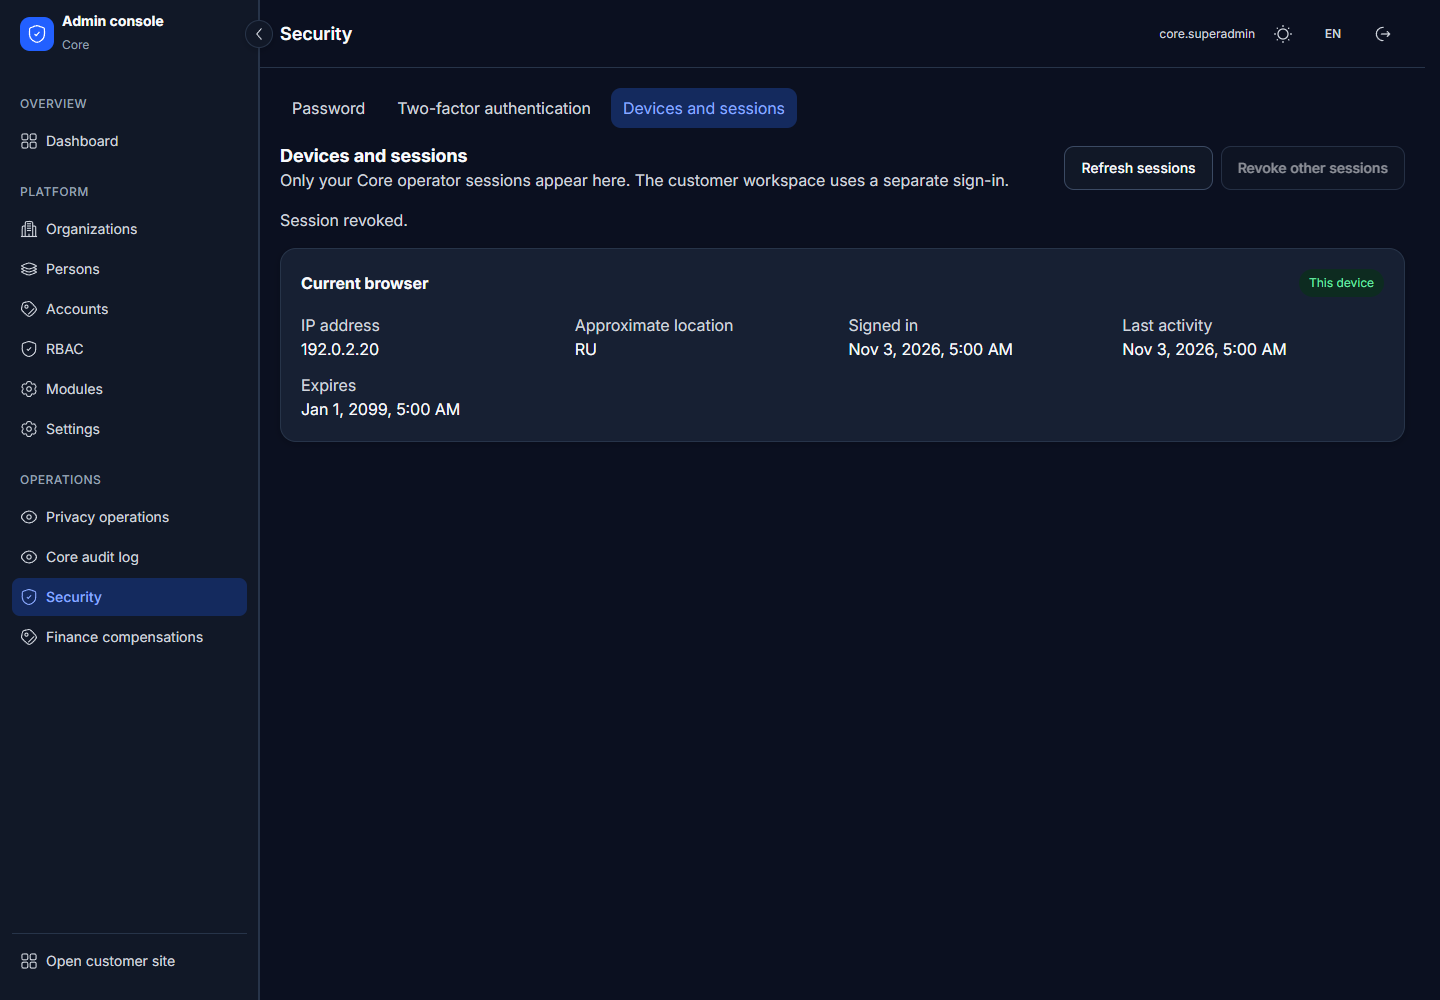 Admin console
Core
Security
core.superadmin
EN
OVERVIEW
Dashboard
PLATFORM
Organizations
Persons
Accounts
RBAC
Modules
Settings
OPERATIONS
Privacy operations
Core audit log
Security
Finance compensations
Open customer site
Password
Two-factor authentication
Devices and sessions
Devices and sessions
Only your Core operator sessions appear here. The customer workspace uses a separate sign-in.
Refresh sessions
Revoke other sessions
Session revoked.
Current browser
This device
IP address
192.0.2.20
Approximate location
RU
Signed in
Nov 3, 2026, 5:00 AM
Last activity
Nov 3, 2026, 5:00 AM
Expires
Jan 1, 2099, 5:00 AM